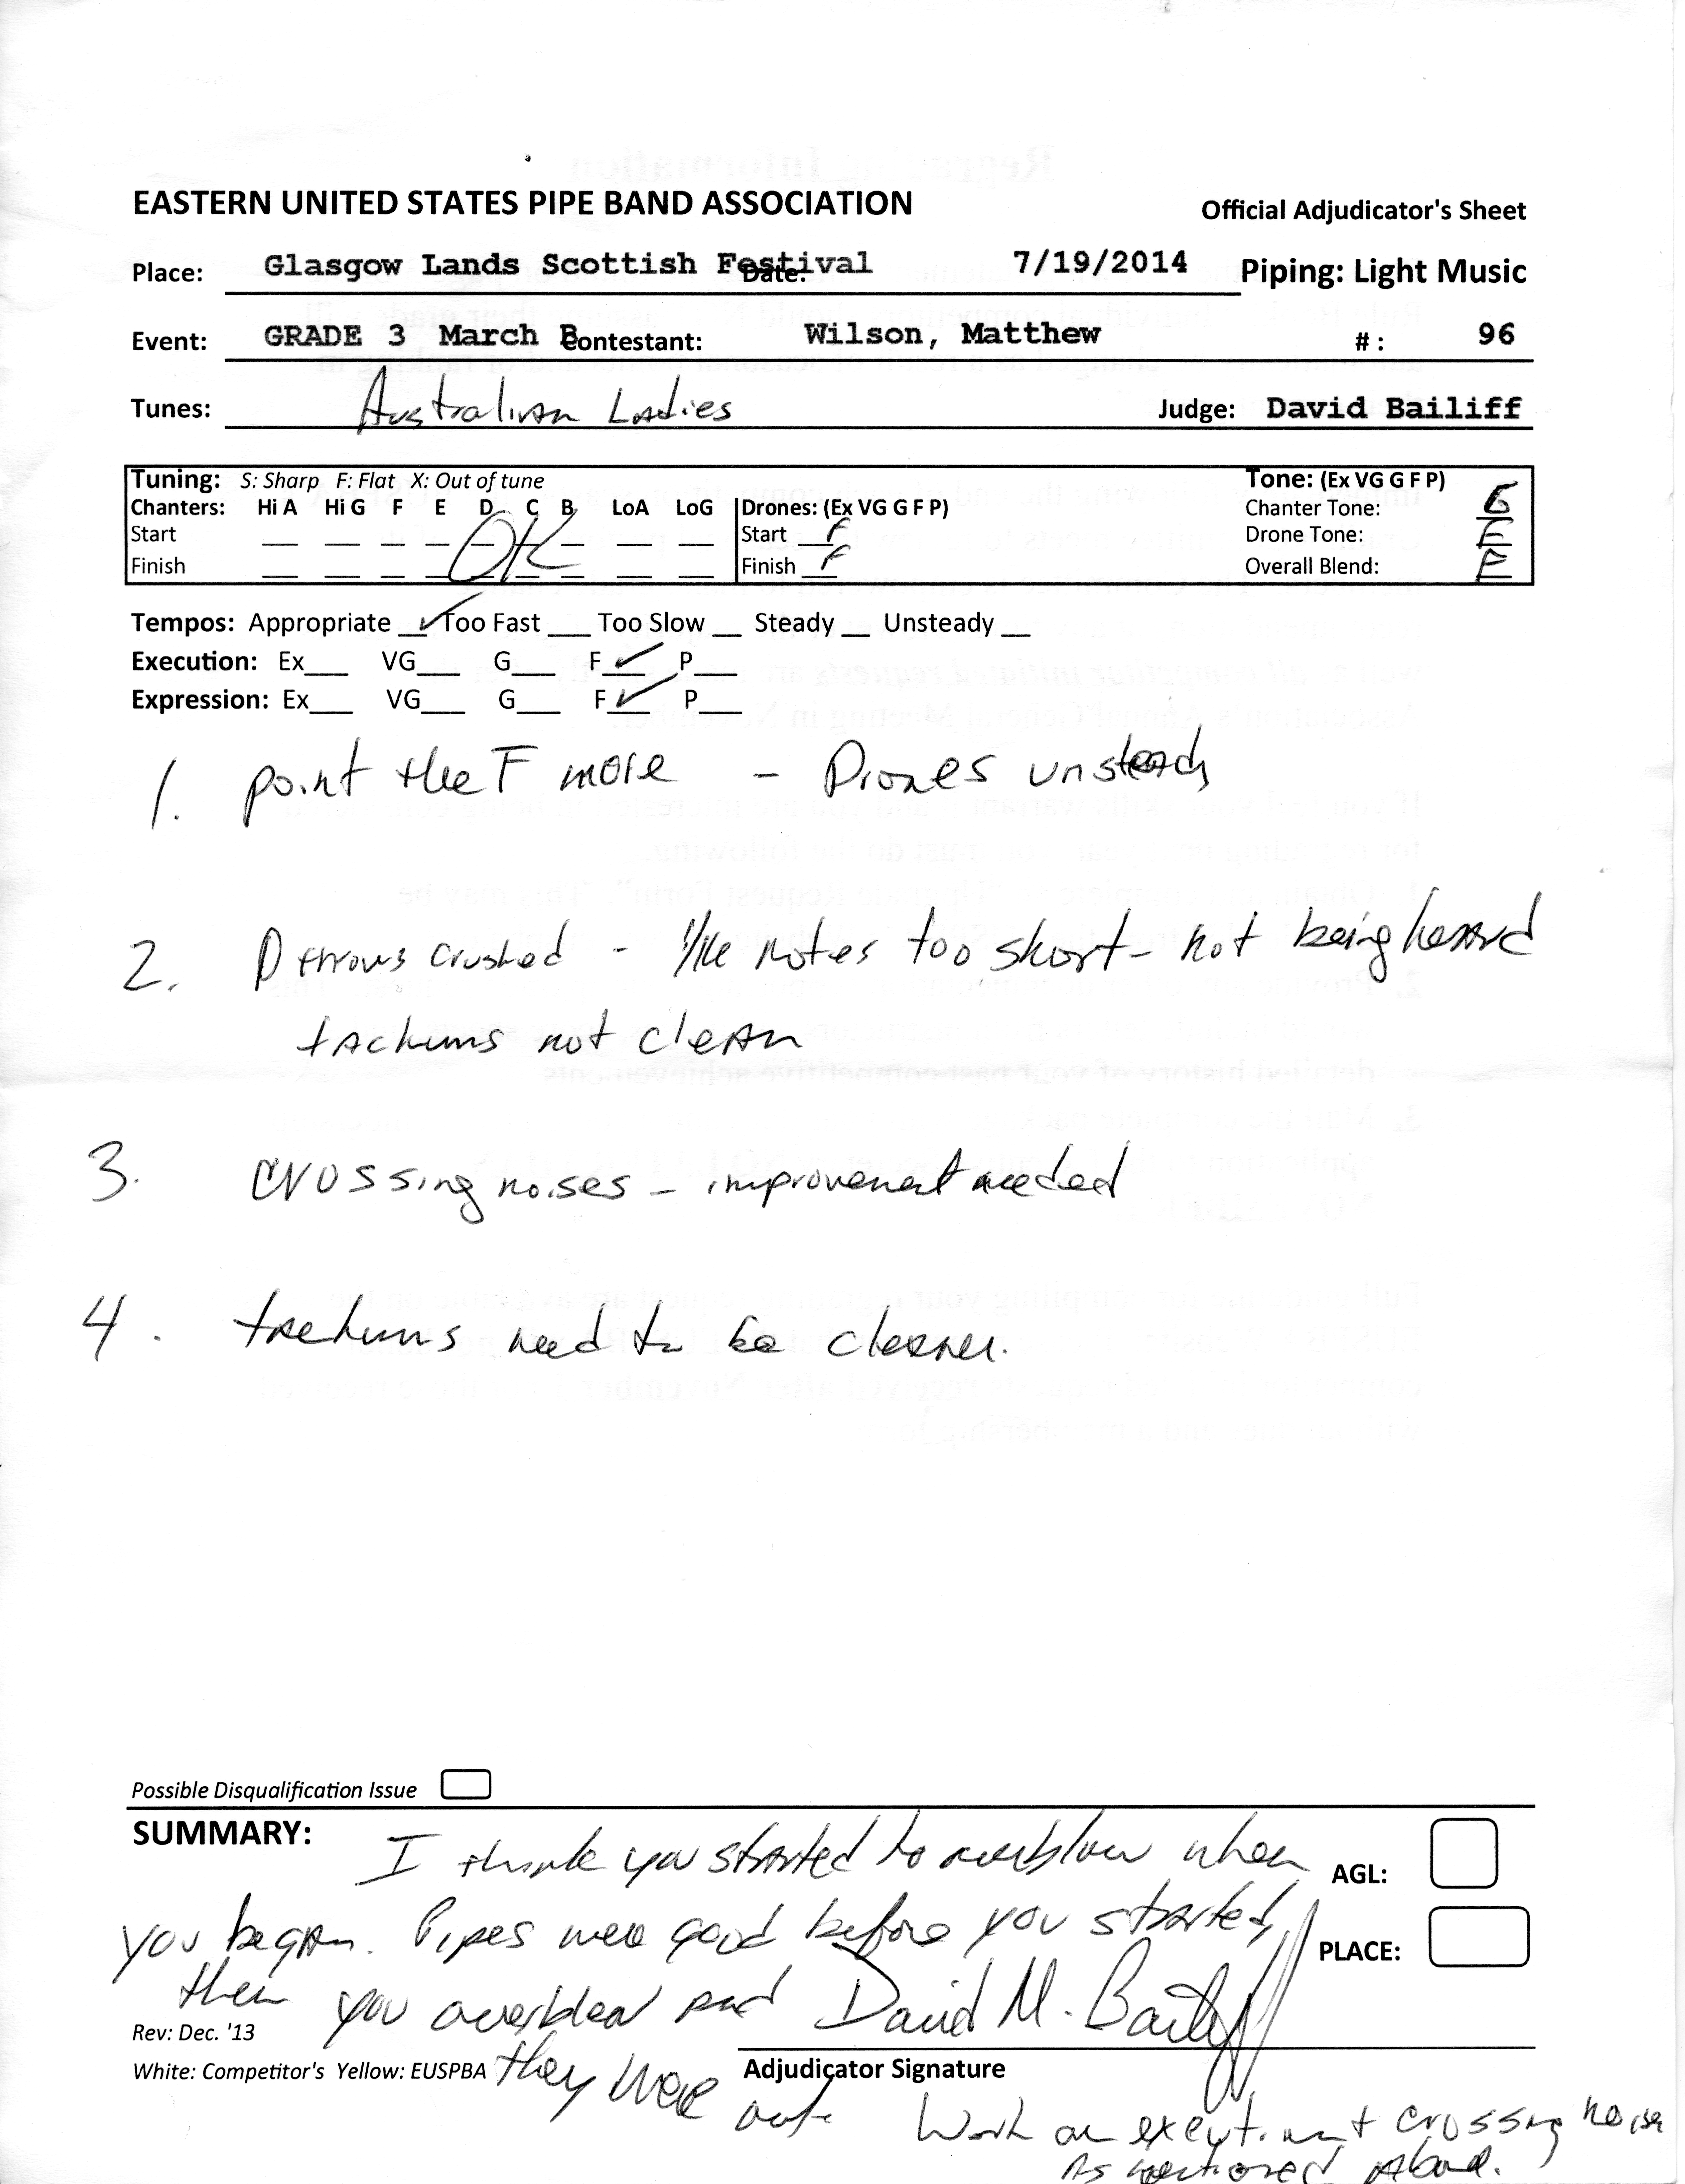 EASTERN UNITED STATES PIPE BAND ASSOCIATION Official Adjudicator's Sheet
Place: Glasgow Lands Scottish Festival Date: 7/19/2014 Piping: Light Music
Event: GRADE 3 March B Contestant: Wilson, Matthew #: 96
Tunes: Australian Ladies Judge: David Bailiff
Tuning: S: Sharp F: Flat X: Out of tune Tone: (Ex VG G F P)
Chanters: Hi A Hi G F E D C B LoA LoG Drones: (Ex VG G F P) Chanter Tone: G
Start OK Start F Drone Tone: F
Finish Finish F Overall Blend: F
Tempos: Appropriate ✓ Too Fast ___ Too Slow __ Steady __ Unsteady __
Execution: Ex___ VG___ G___ F ✓ P___
Expression: Ex___ VG___ G___ F ✓ P___
1. point the F more - Drones unsteady
2. D throws crushed - 1/16 notes too short - not being heard
tachums not clean
3. crossing noises - improvement needed
4. tachums need to be cleaner.
Possible Disqualification Issue
SUMMARY: I think you started to overblow when AGL:
you began. Pipes were good before you started, PLACE:
then you overblew and David M. Bailiff
Rev: Dec. '13
White: Competitor's Yellow: EUSPBA they were Adjudicator Signature
out. Work on execution + crossing noise
As mentioned above.